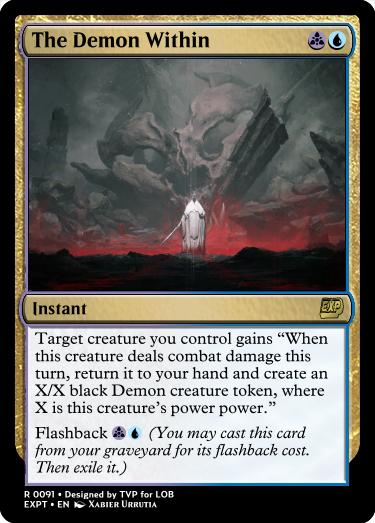 The Demon Within
Instant
EXP
Target creature you control gains “When
this creature deals combat damage this
turn, return it to your hand and create an
X/X black Demon creature token, where
X is this creature's power power.”
Flashback (You may cast this card
from your graveyard for its flashback cost.
Then exile it.)
R 0091 • Designed by TVP for LOB
EXPT • EN Xabier Urrutia